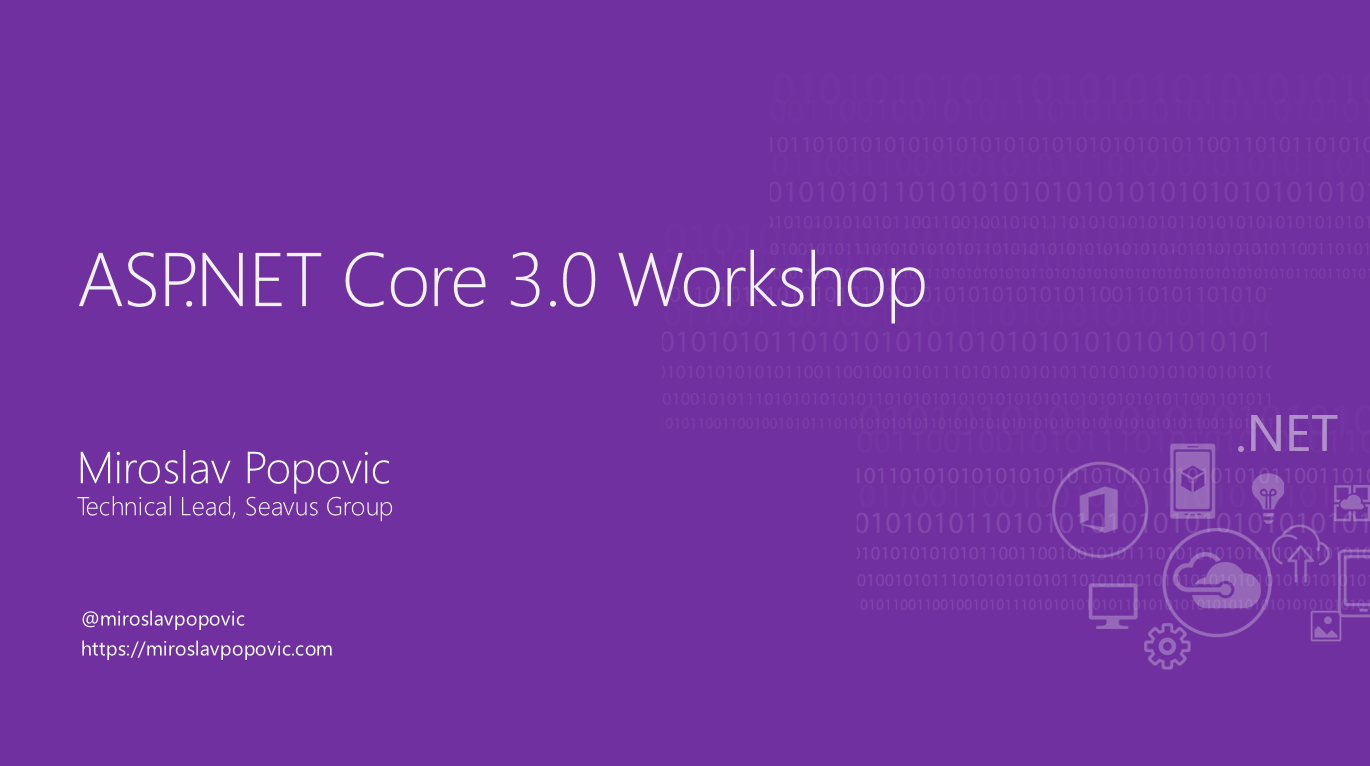 ASP.NET Core 3.0 Workshop
Miroslav Popovic
Technical Lead, Seavus Group
@miroslavpopovic
https://miroslavpopovic.com
.NET